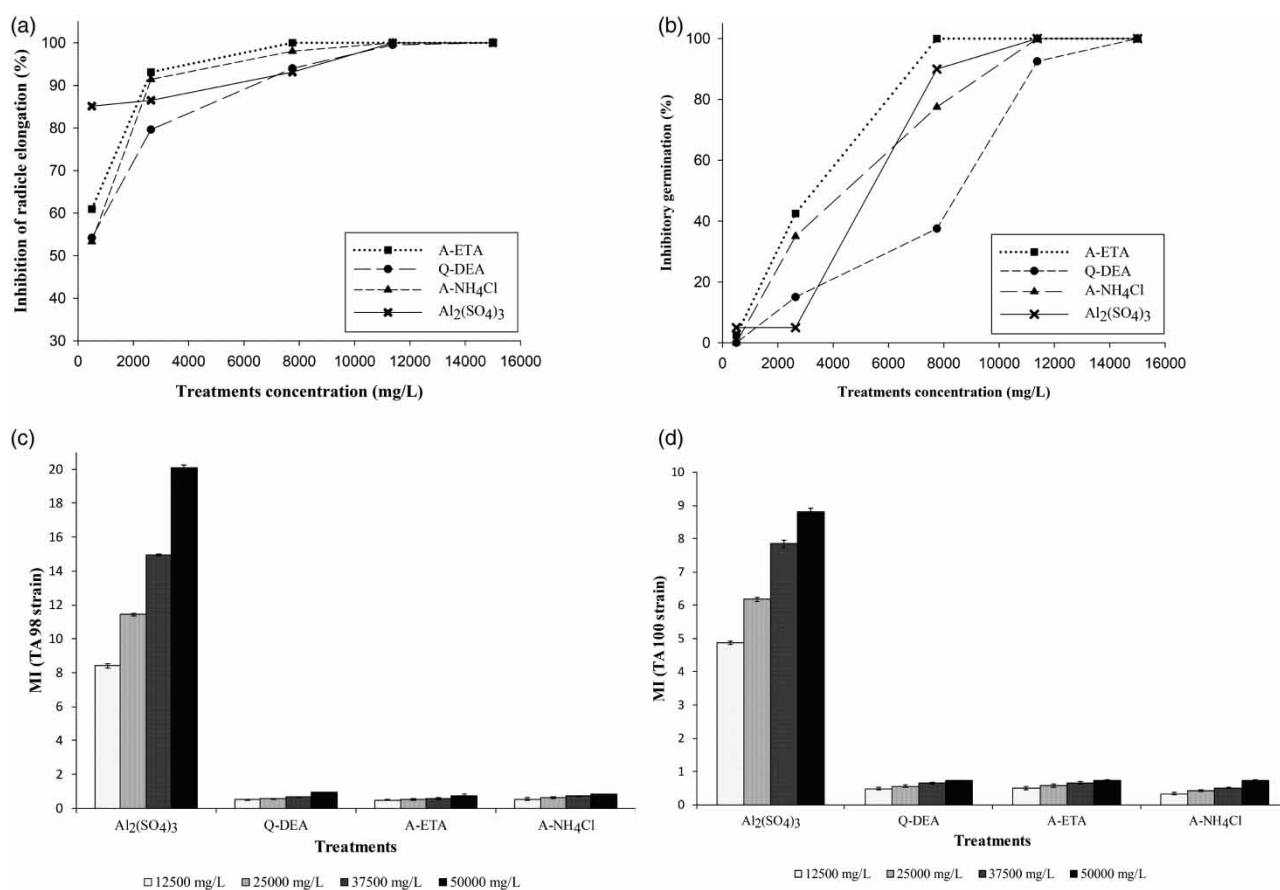 (a)
Inhibition of radicle elongation (%)
100
90
80
70
60
50
40
30
0 2000 4000 6000 8000 10000 12000 14000 16000
Treatments concentration (mg/L)
A-ETA
Q-DEA
A-NH₄Cl
Al₂(SO₄)₃
(b)
Inhibitory germination (%)
100
80
60
40
20
0
0 2000 4000 6000 8000 10000 12000 14000 16000
Treatments concentration (mg/L)
A-ETA
Q-DEA
A-NH₄Cl
Al₂(SO₄)₃
(c)
MI (TA 98 strain)
20
18
16
14
12
10
8
6
4
2
0
Al₂(SO₄)₃ Q-DEA A-ETA A-NH₄Cl
Treatments
12500 mg/L 25000 mg/L 37500 mg/L 50000 mg/L
(d)
MI (TA 100 strain)
10
9
8
7
6
5
4
3
2
1
0
Al₂(SO₄)₃ Q-DEA A-ETA A-NH₄Cl
Treatments
12500 mg/L 25000 mg/L 37500 mg/L 50000 mg/L